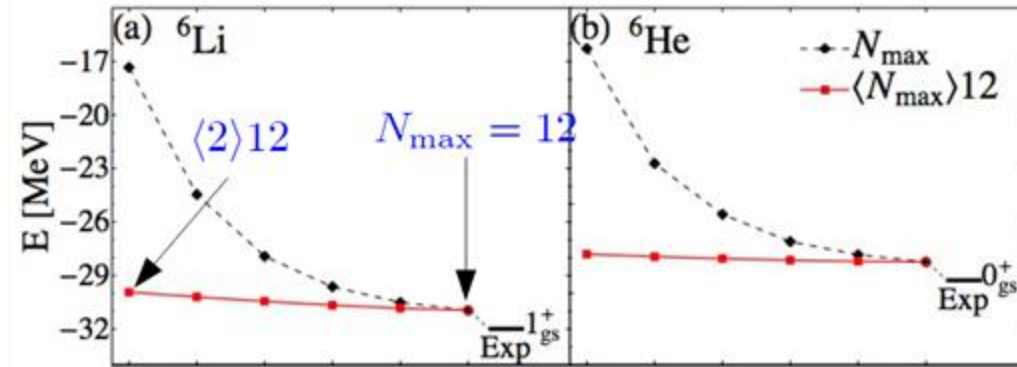 (a) ⁶Li
(b) ⁶He
N_max
⟨N_max⟩12
⟨2⟩12
N_max = 12
E [MeV]
−17
−20
−23
−26
−29
−32
1⁺_gs
Exp
0⁺_gs
Exp